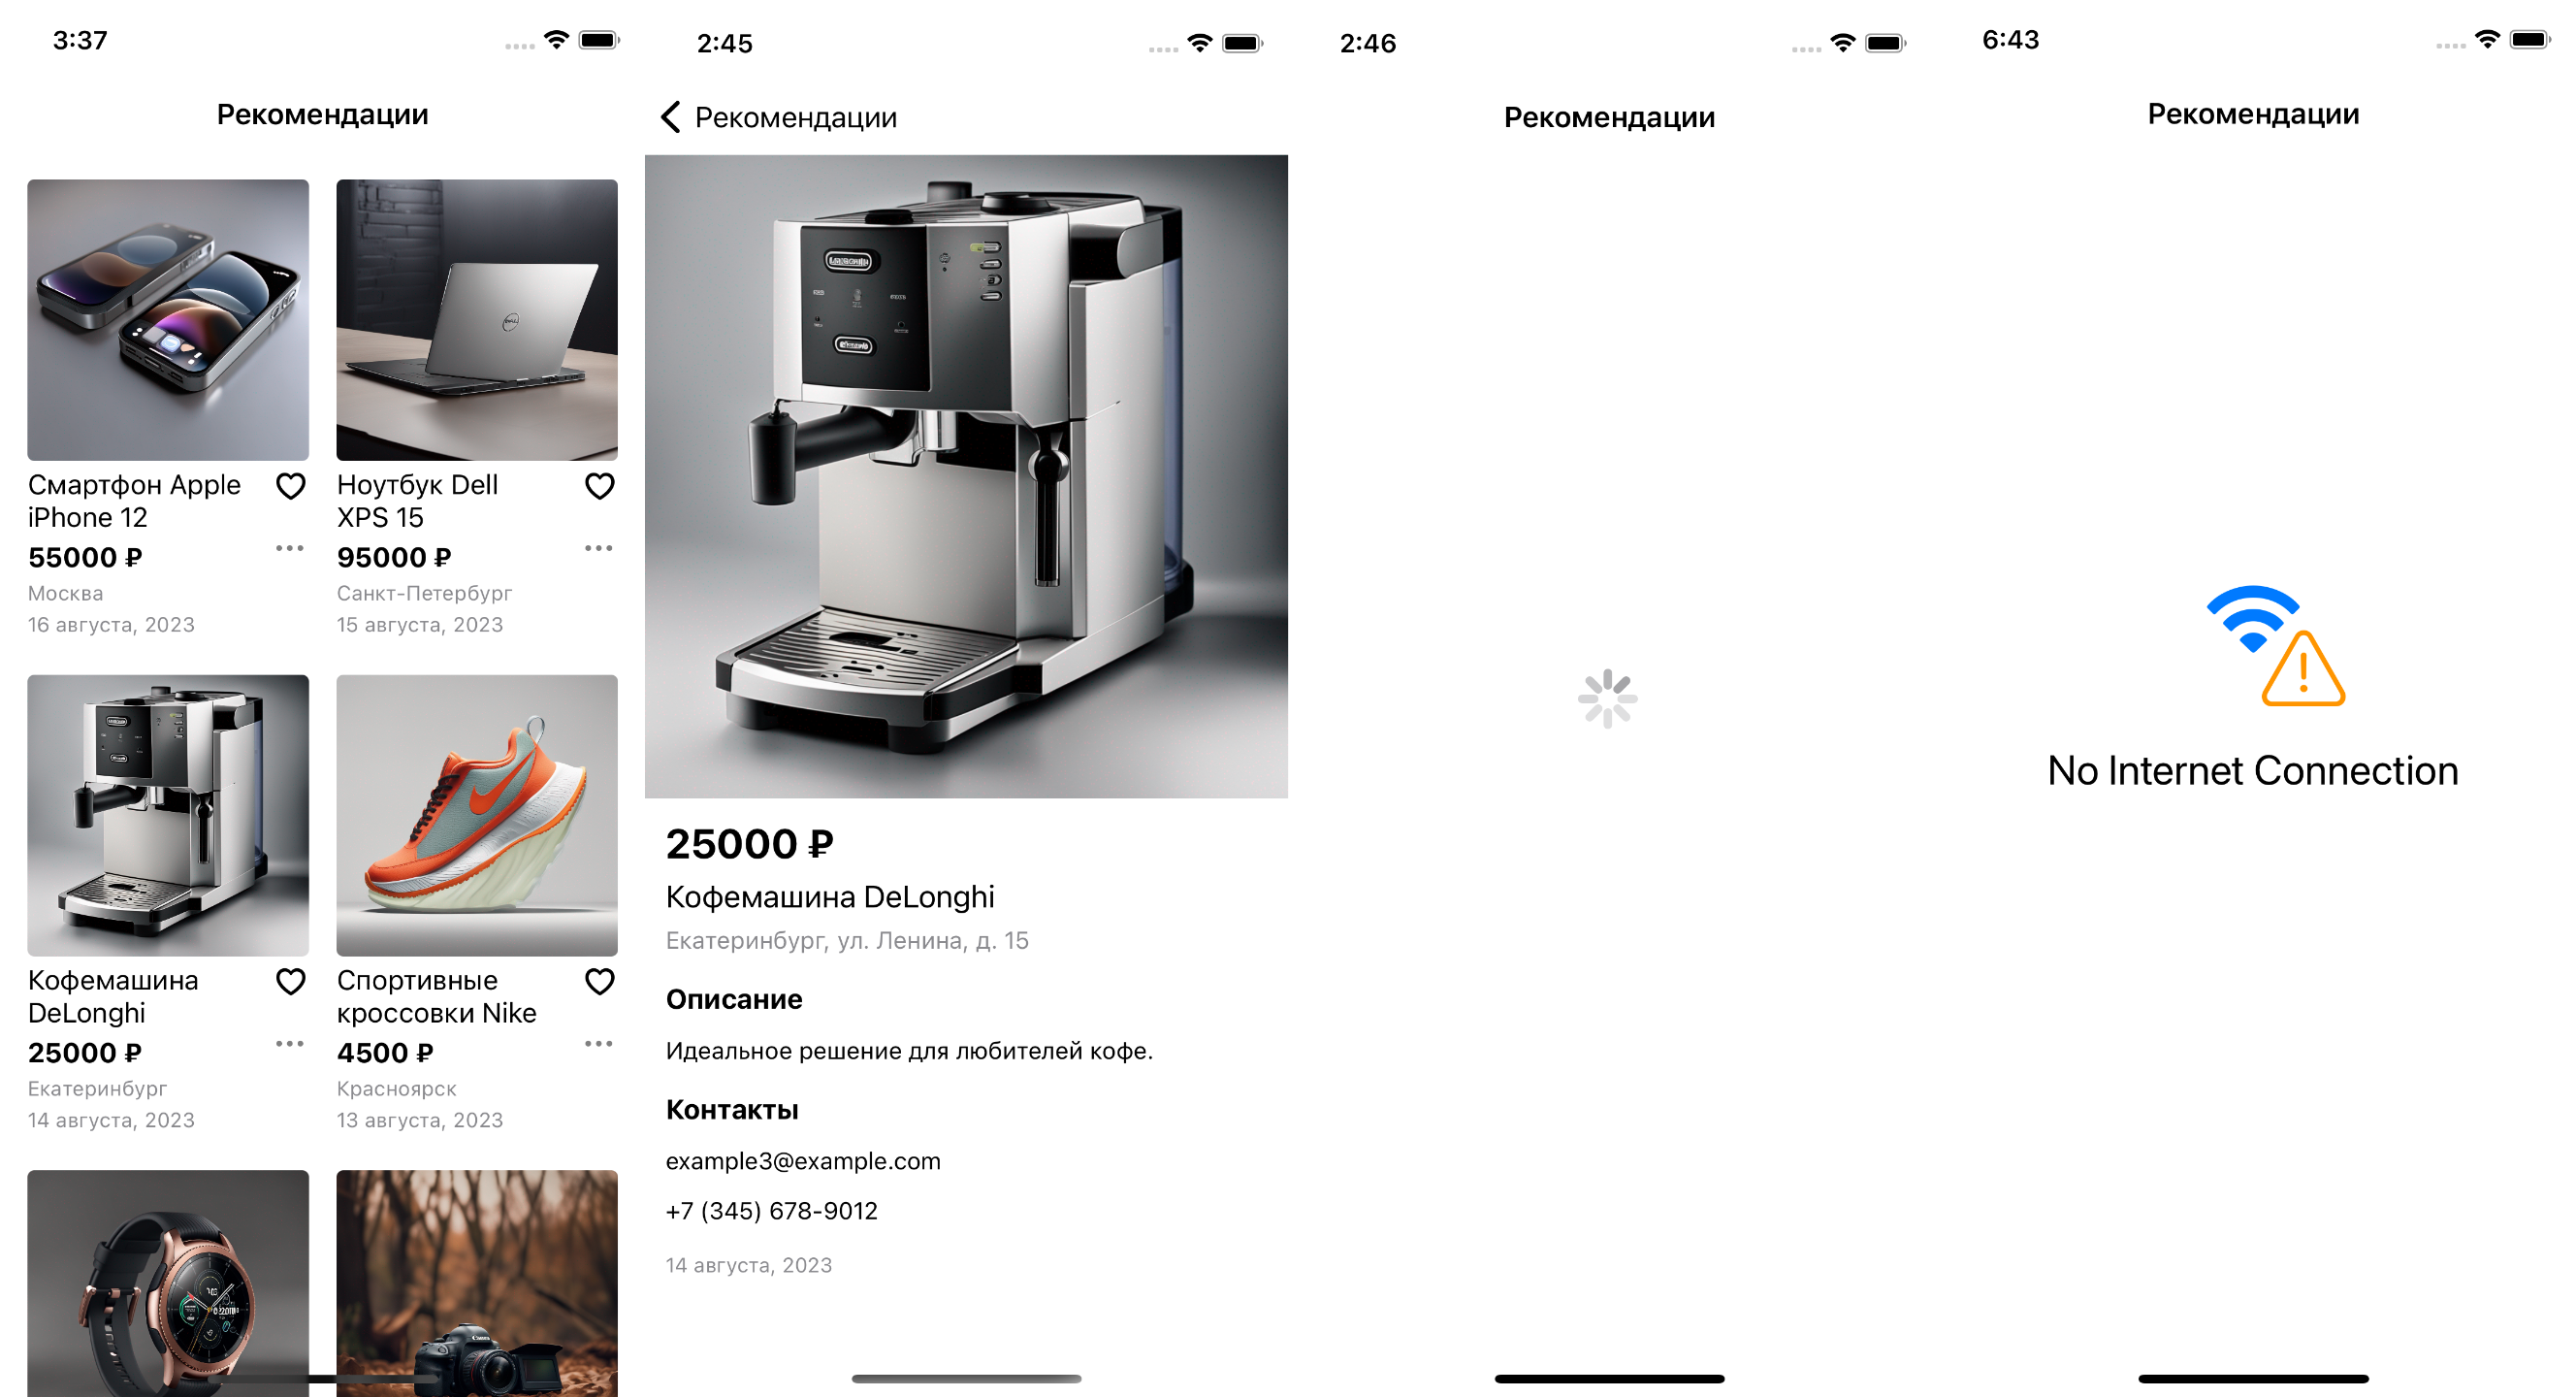 3:37
Рекомендации
Смартфон Apple
iPhone 12
55000 ₽
Москва
16 августа, 2023
Ноутбук Dell
XPS 15
95000 ₽
Санкт-Петербург
15 августа, 2023
Кофемашина
DeLonghi
25000 ₽
Екатеринбург
14 августа, 2023
Спортивные
кроссовки Nike
4500 ₽
Красноярск
13 августа, 2023
2:45
Рекомендации
25000 ₽
Кофемашина DeLonghi
Екатеринбург, ул. Ленина, д. 15
Описание
Идеальное решение для любителей кофе.
Контакты
example3@example.com
+7 (345) 678-9012
14 августа, 2023
2:46
Рекомендации
6:43
Рекомендации
No Internet Connection